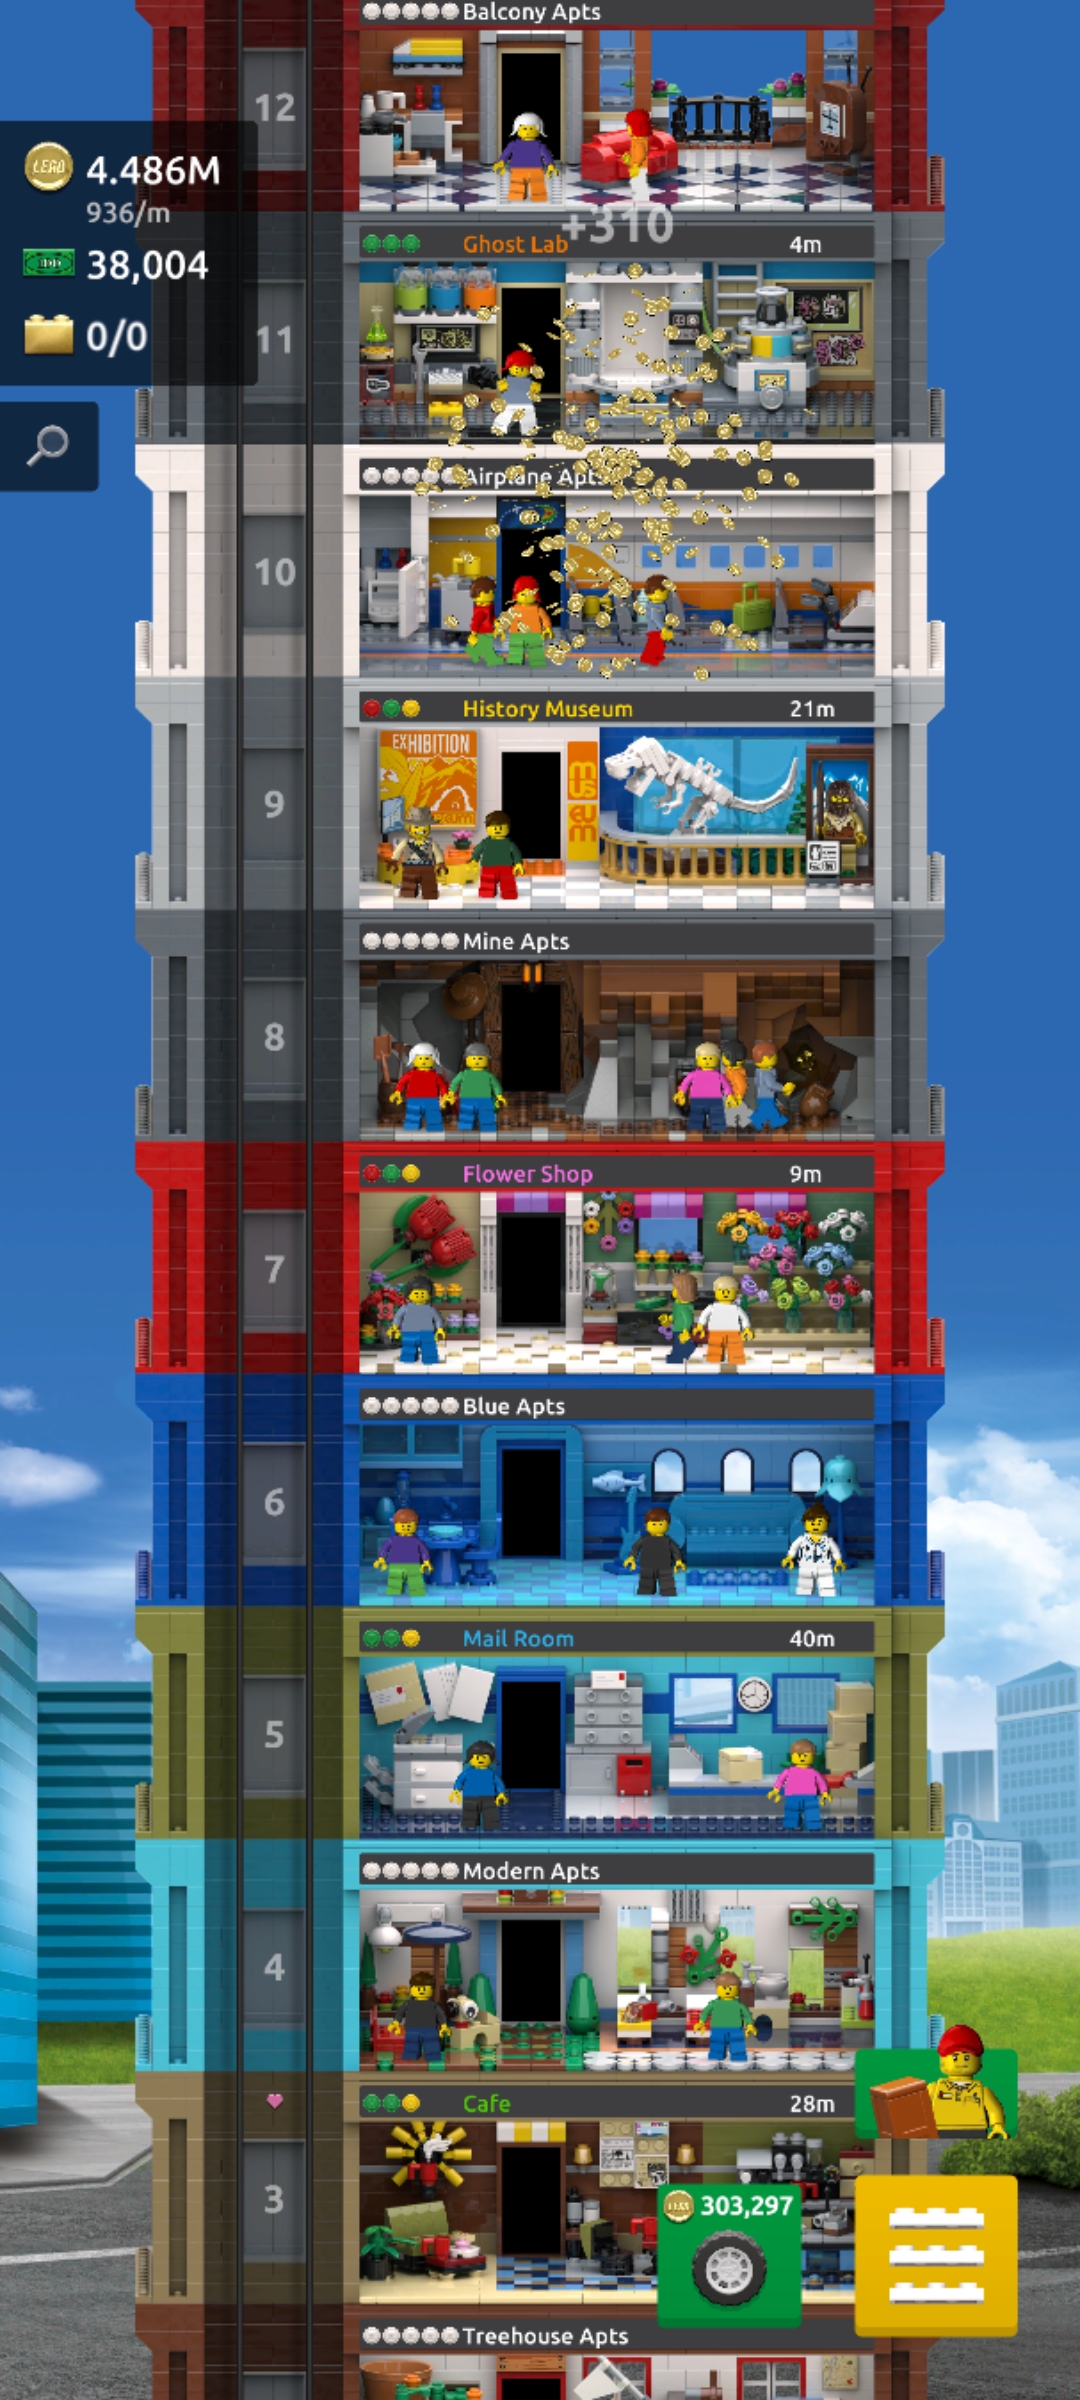 Balcony Apts
12
LEGO 4.486M
936/m
38,004
0/0
+310
Ghost Lab 4m
11
Airplane Apts
10
History Museum 21m
EXHIBITION
museum
9
Mine Apts
8
Flower Shop 9m
7
Blue Apts
6
Mail Room 40m
5
Modern Apts
4
Cafe 28m
3
303,297
Treehouse Apts